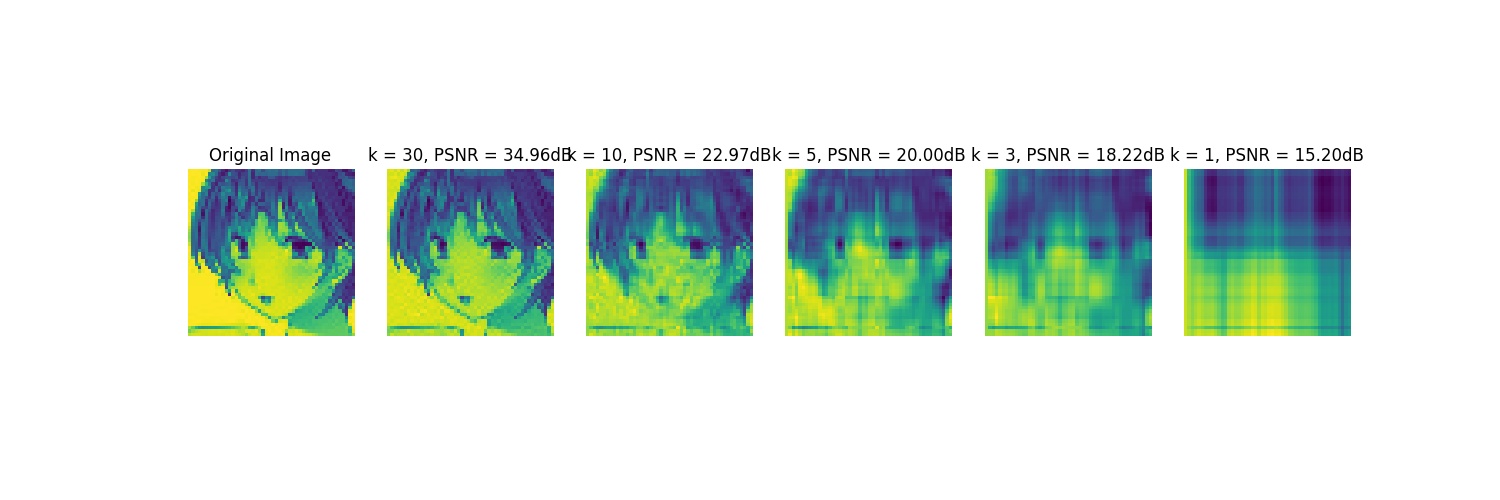 Original Image
k = 30, PSNR = 34.96dB
k = 10, PSNR = 22.97dB
k = 5, PSNR = 20.00dB
k = 3, PSNR = 18.22dB
k = 1, PSNR = 15.20dB